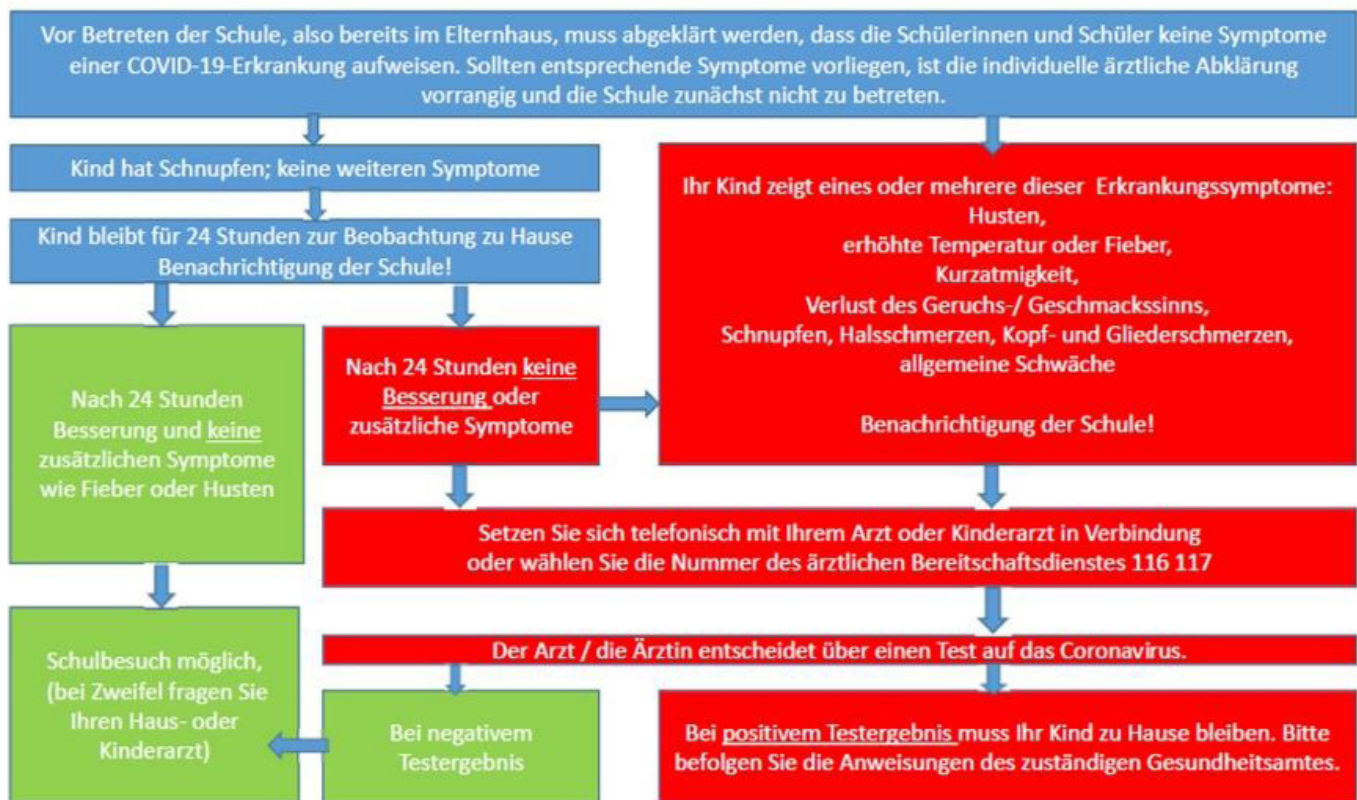 Vor Betreten der Schule, also bereits im Elternhaus, muss abgeklärt werden, dass die Schülerinnen und Schüler keine Symptome
einer COVID-19-Erkrankung aufweisen. Sollten entsprechende Symptome vorliegen, ist die individuelle ärztliche Abklärung
vorrangig und die Schule zunächst nicht zu betreten.
Kind hat Schnupfen; keine weiteren Symptome
Kind bleibt für 24 Stunden zur Beobachtung zu Hause
Benachrichtigung der Schule!
Nach 24 Stunden
Besserung und keine
zusätzlichen Symptome
wie Fieber oder Husten
Nach 24 Stunden keine
Besserung oder
zusätzliche Symptome
Ihr Kind zeigt eines oder mehrere dieser Erkrankungssymptome:
Husten,
erhöhte Temperatur oder Fieber,
Kurzatmigkeit,
Verlust des Geruchs-/ Geschmackssinns,
Schnupfen, Halsschmerzen, Kopf- und Gliederschmerzen,
allgemeine Schwäche
Benachrichtigung der Schule!
Setzen Sie sich telefonisch mit Ihrem Arzt oder Kinderarzt in Verbindung
oder wählen Sie die Nummer des ärztlichen Bereitschaftsdienstes 116 117
Der Arzt / die Ärztin entscheidet über einen Test auf das Coronavirus.
Schulbesuch möglich,
(bei Zweifel fragen Sie
Ihren Haus- oder
Kinderarzt)
Bei negativem
Testergebnis
Bei positivem Testergebnis muss Ihr Kind zu Hause bleiben. Bitte
befolgen Sie die Anweisungen des zuständigen Gesundheitsamtes.